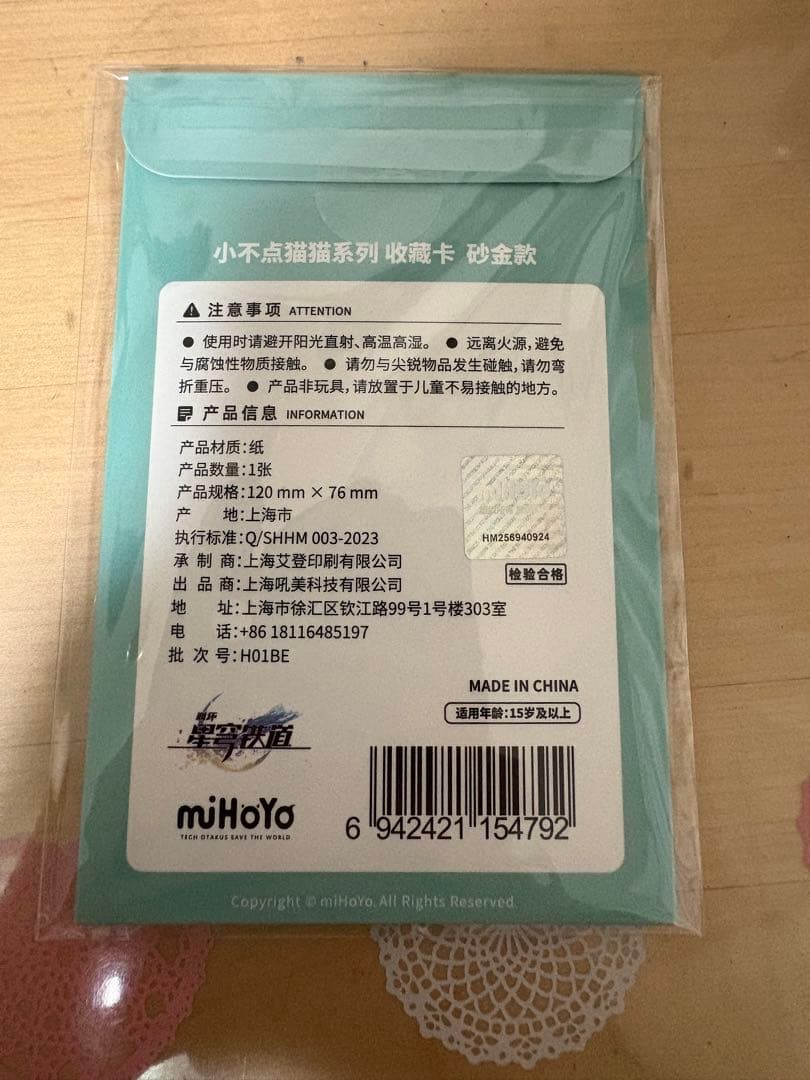 小不点猫猫系列 收藏卡 砂金款
注意事项 ATTENTION
● 使用时请避开阳光直射、高温高湿。 ● 远离火源，避免
与腐蚀性物质接触。 ● 请勿与尖锐物品发生碰触，请勿弯
折重压。 ● 产品非玩具，请放置于儿童不易接触的地方。
产品信息 INFORMATION
产品材质：纸
产品数量：1张
产品规格：120 mm × 76 mm
产 地：上海市
执行标准：Q/SHHM 003-2023
承 制 商：上海艾登印刷有限公司
出 品 商：上海吼美科技有限公司
地 址：上海市徐汇区钦江路99号1号楼303室
电 话：+86 18116485197
批 次 号：H01BE
miHoYo
HM256940924
检验合格
MADE IN CHINA
适用年龄：15岁及以上
崩坏
星穹铁道
miHoYo
TECH OTAKUS SAVE THE WORLD
6 942421 154792
Copyright © miHoYo. All Rights Reserved.